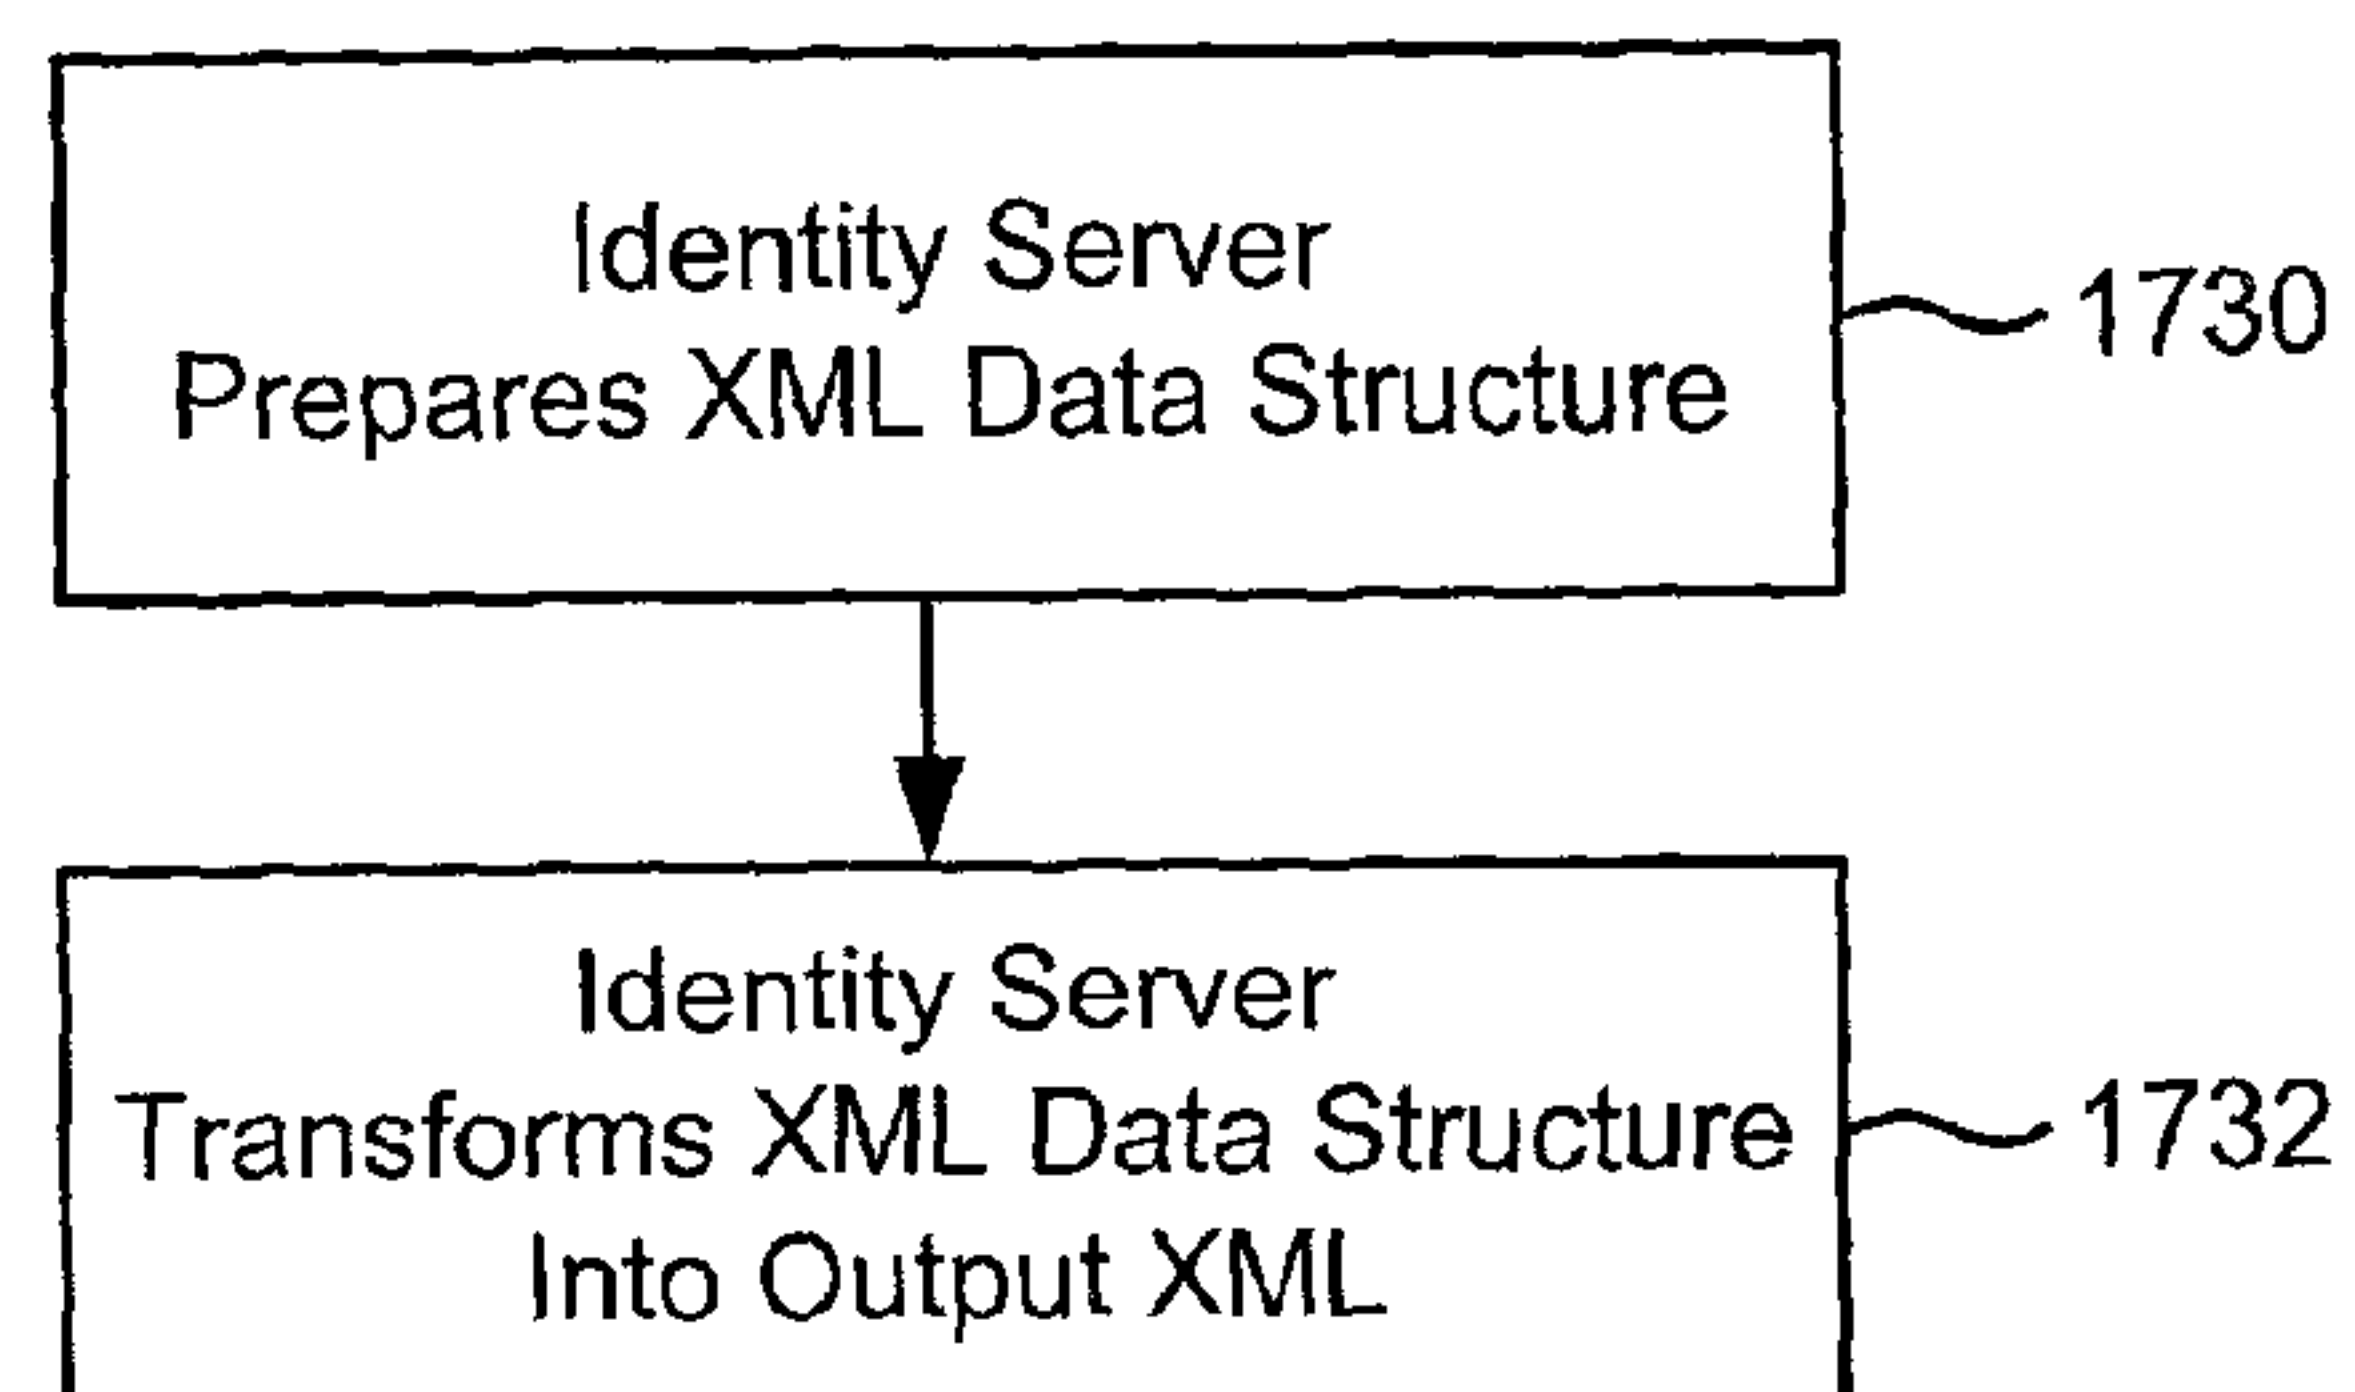 Identity Server
Prepares XML Data Structure
1730
Identity Server
Transforms XML Data Structure
Into Output XML
1732